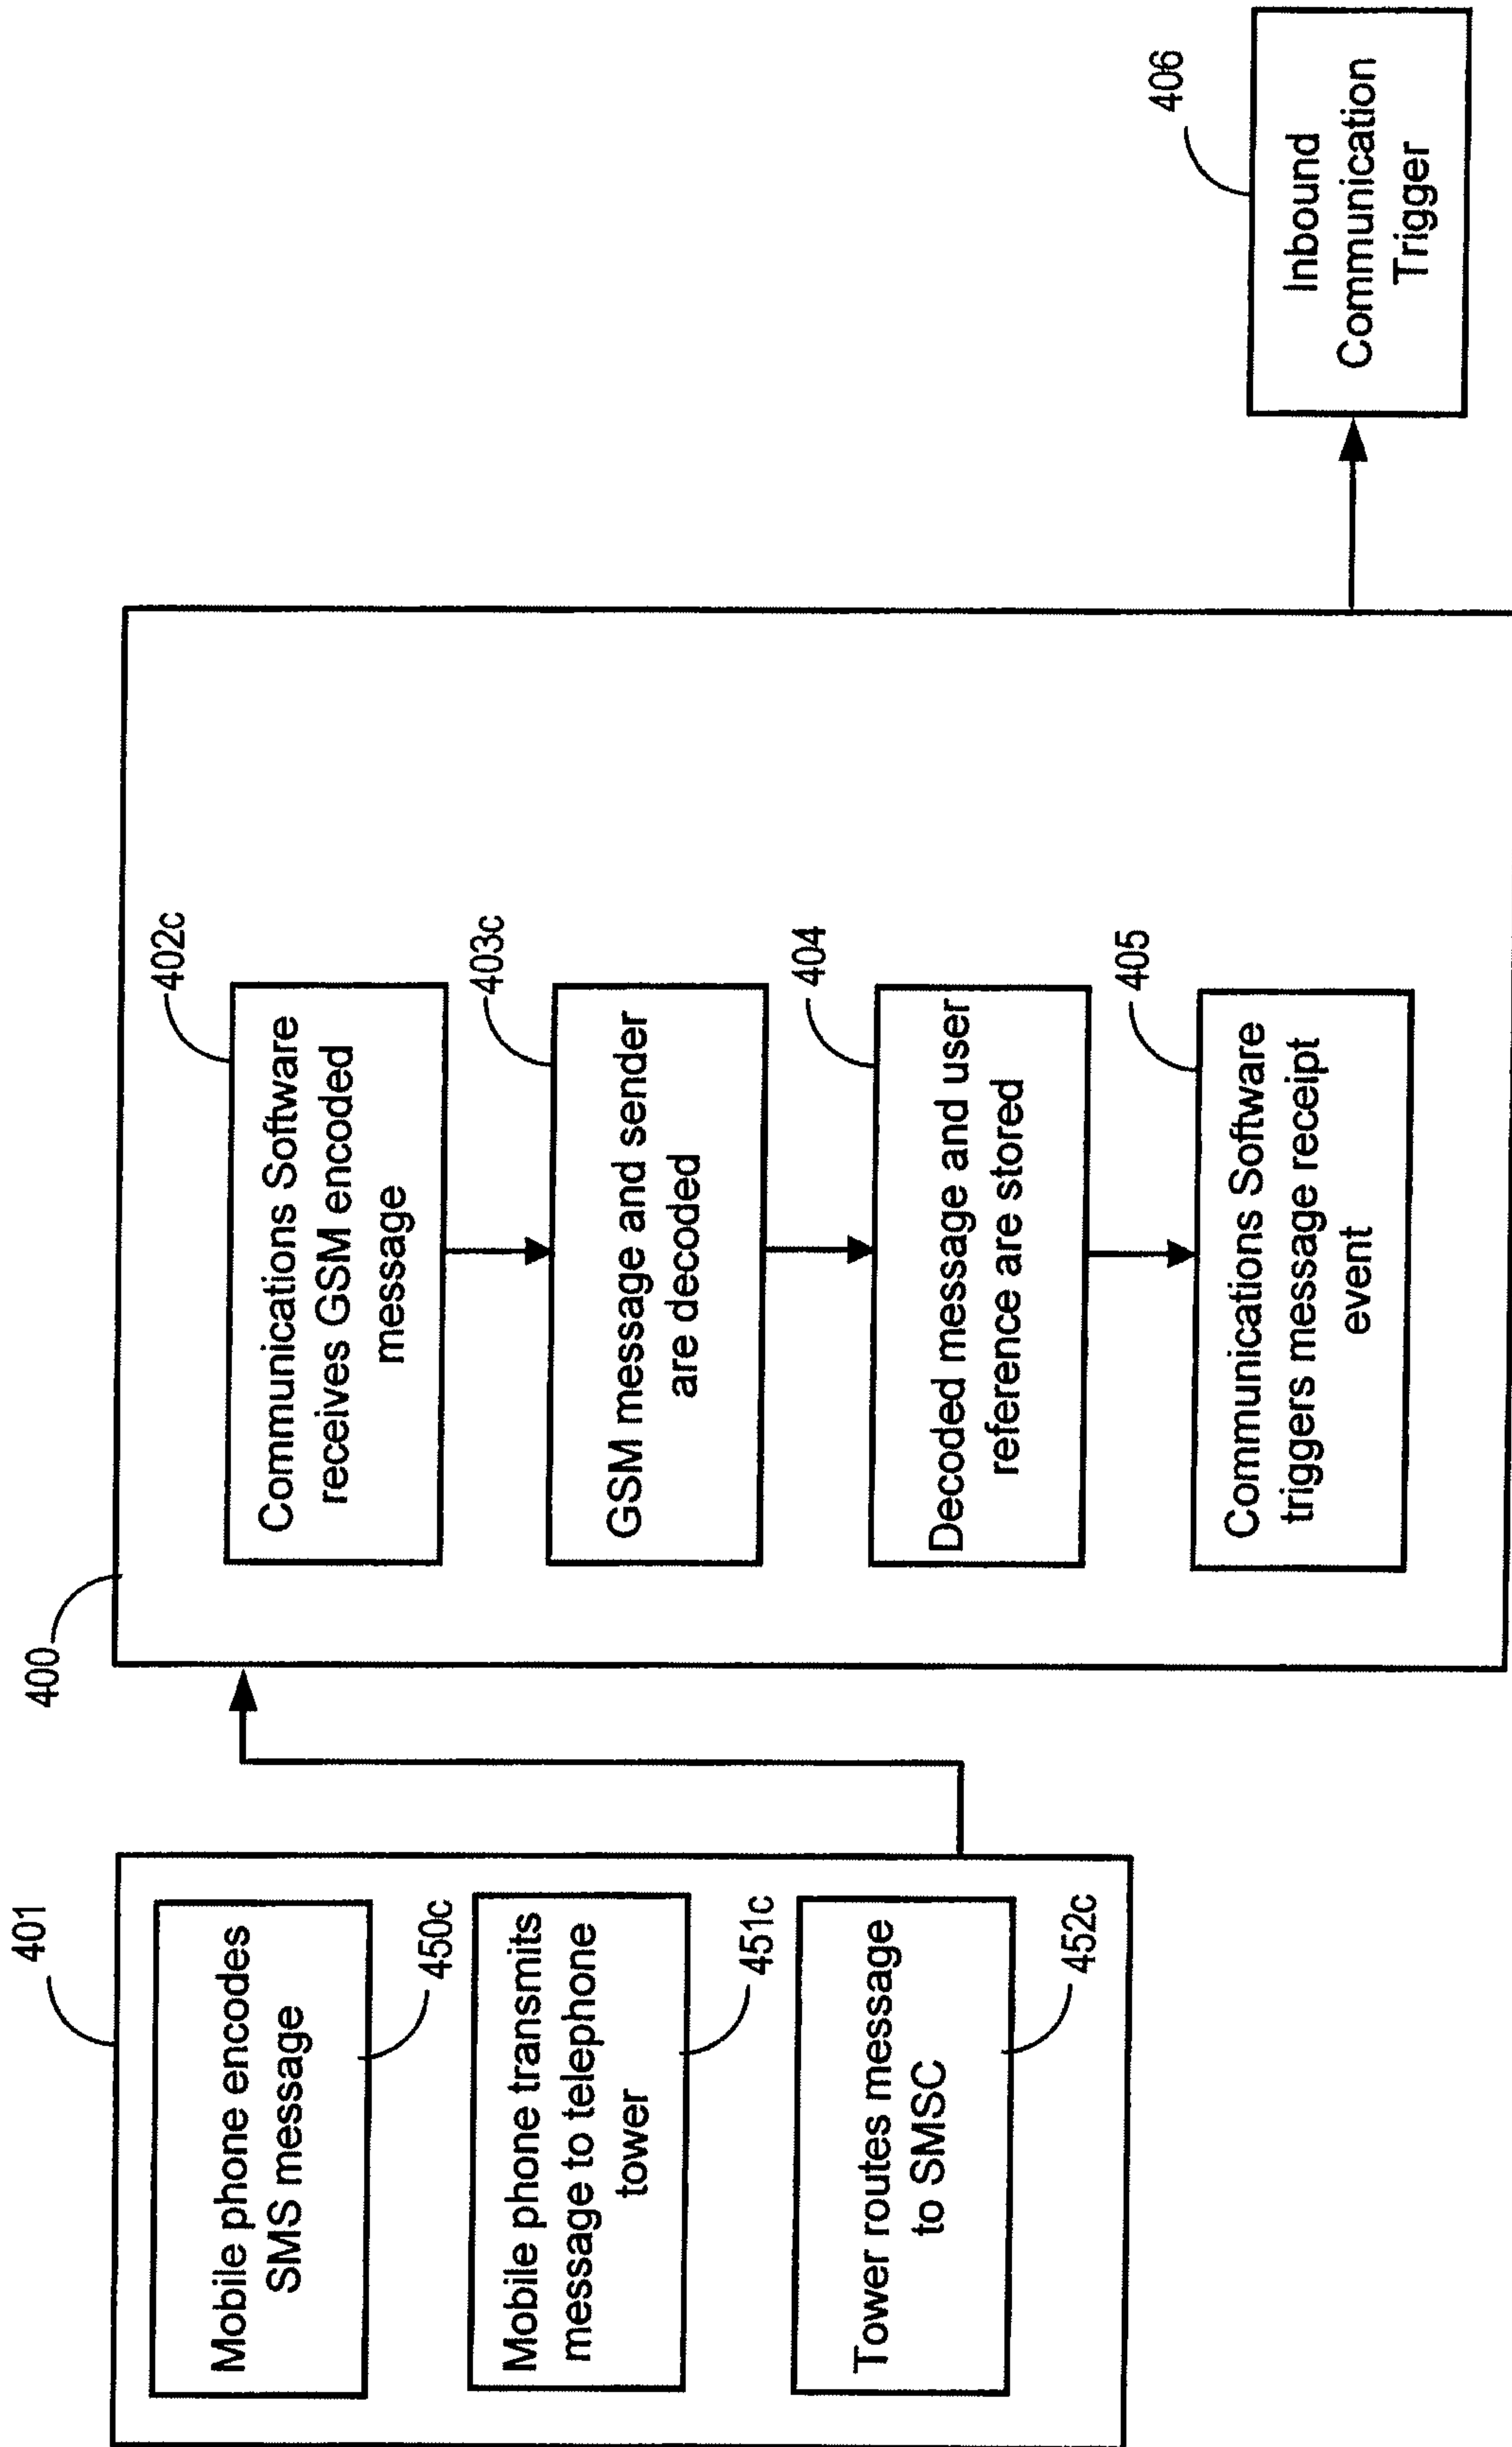 401
Mobile phone encodes
SMS message
450c
Mobile phone transmits
message to telephone
tower
451c
Tower routes message
to SMSC
452c
400
Communications Software
receives GSM encoded
message
402c
GSM message and sender
are decoded
403c
Decoded message and user
reference are stored
404
Communications Software
triggers message receipt
event
405
Inbound
Communication
Trigger
406